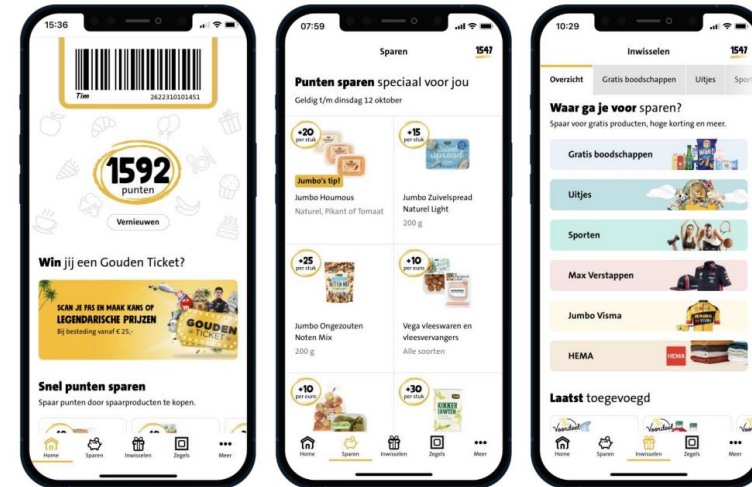 15:36
Tim
2622310101451
1592
punten
Vernieuwen
Win jij een Gouden Ticket?
SCAN JE PAS EN MAAK KANS OP
LEGENDARISCHE PRIJZEN
Bij besteding vanaf € 25,-
GOUDEN
TICKET
Snel punten sparen
Spaar punten door spaarproducten te kopen.
Home
Sparen
Inwisselen
Zegels
Meer
07:59
Sparen
1547
Punten sparen speciaal voor jou
Geldig t/m dinsdag 12 oktober
+20
per stuk
Jumbo's tip!
Jumbo Houmous
Naturel, Pikant of Tomaat
+15
per stuk
Jumbo Zuivelspread
Naturel Light
200 g
+25
per stuk
Jumbo Ongezouten
Noten Mix
200 g
+10
per euro
Vega vleeswaren en
vleesvervangers
Alle soorten
+10
per euro
+30
per stuk
KIKKER
ERWTEN
Home
Sparen
Inwisselen
Zegels
Meer
10:29
Inwisselen
1547
Overzicht
Gratis boodschappen
Uitjes
Waar ga je voor sparen?
Spaar voor gratis producten, hoge korting en meer.
Gratis boodschappen
Uitjes
Sporten
Max Verstappen
Jumbo Visma
HEMA
HEMA
Laatst toegevoegd
Voordeel
Voordeel
Home
Sparen
Inwisselen
Zegels
Meer